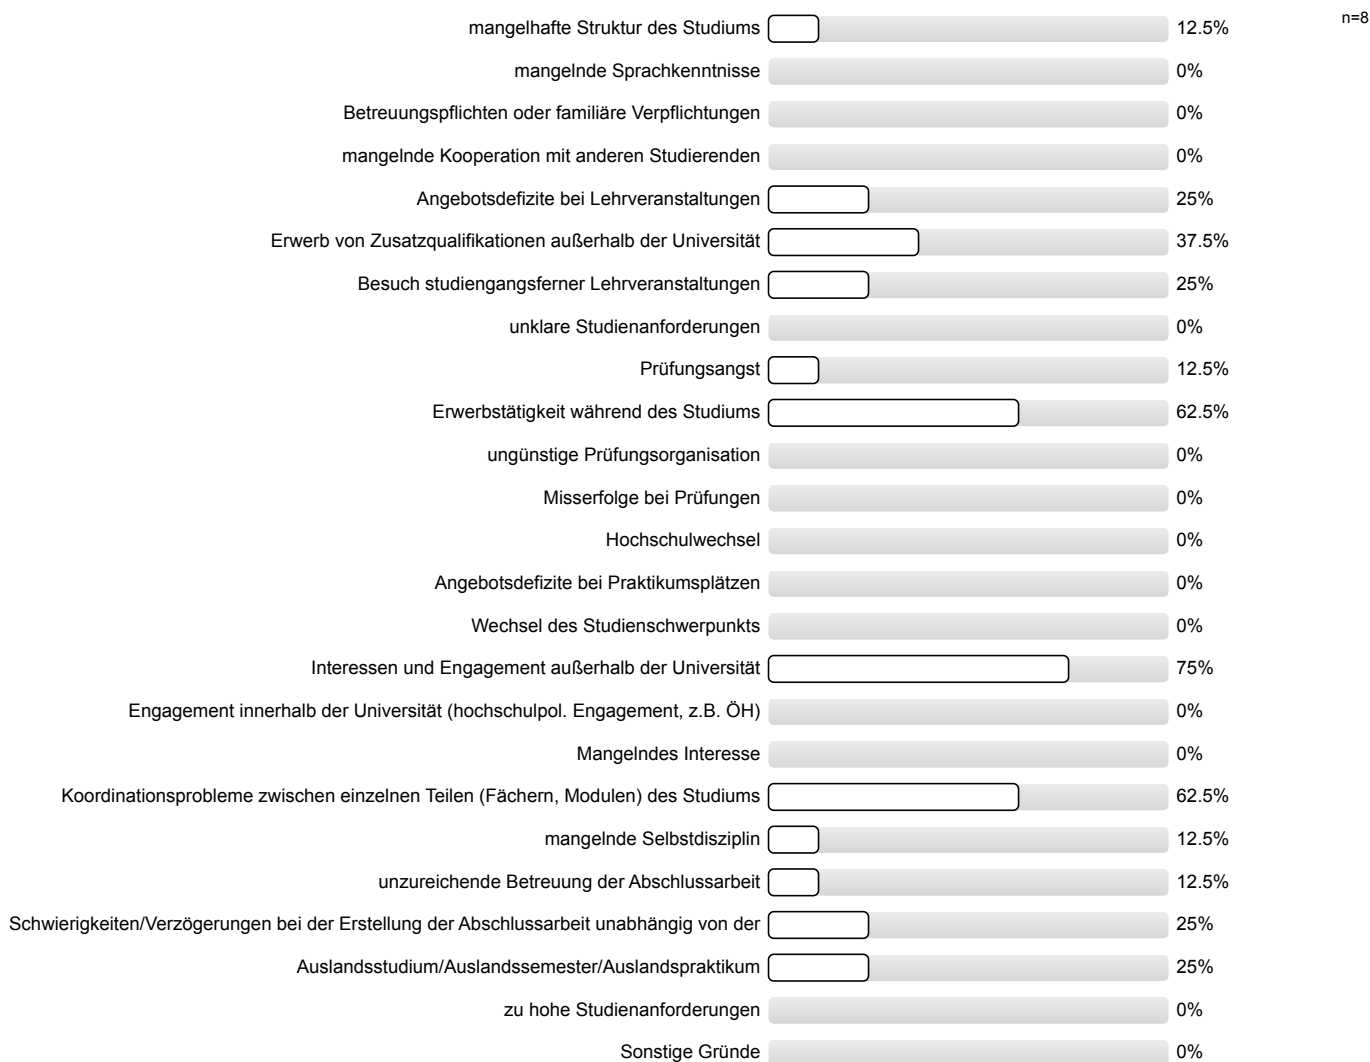 n=8
mangelhafte Struktur des Studiums 12.5%
mangelnde Sprachkenntnisse 0%
Betreuungspflichten oder familiäre Verpflichtungen 0%
mangelnde Kooperation mit anderen Studierenden 0%
Angebotsdefizite bei Lehrveranstaltungen 25%
Erwerb von Zusatzqualifikationen außerhalb der Universität 37.5%
Besuch studiengangsferner Lehrveranstaltungen 25%
unklare Studienanforderungen 0%
Prüfungsangst 12.5%
Erwerbstätigkeit während des Studiums 62.5%
ungünstige Prüfungsorganisation 0%
Misserfolge bei Prüfungen 0%
Hochschulwechsel 0%
Angebotsdefizite bei Praktikumsplätzen 0%
Wechsel des Studienschwerpunkts 0%
Interessen und Engagement außerhalb der Universität 75%
Engagement innerhalb der Universität (hochschulpol. Engagement, z.B. ÖH) 0%
Mangelndes Interesse 0%
Koordinationsprobleme zwischen einzelnen Teilen (Fächern, Modulen) des Studiums 62.5%
mangelnde Selbstdisziplin 12.5%
unzureichende Betreuung der Abschlussarbeit 12.5%
Schwierigkeiten/Verzögerungen bei der Erstellung der Abschlussarbeit unabhängig von der 25%
Auslandsstudium/Auslandssemester/Auslandspraktikum 25%
zu hohe Studienanforderungen 0%
Sonstige Gründe 0%